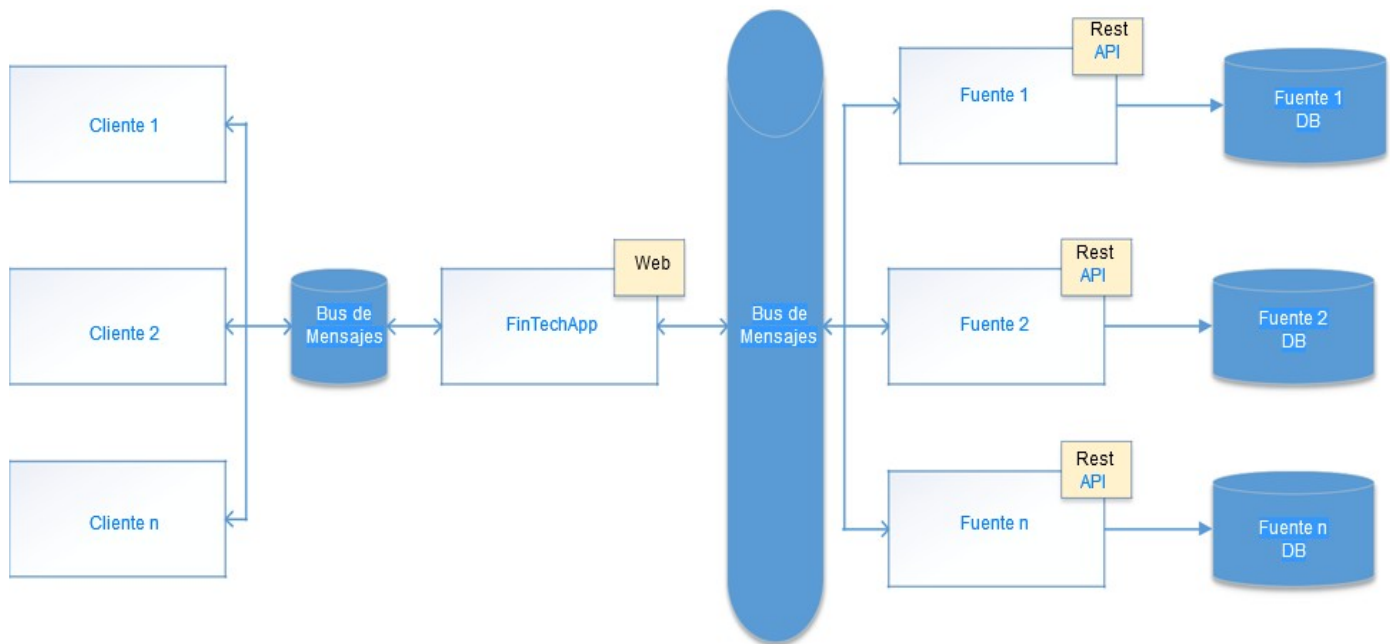 Cliente 1
Cliente 2
Cliente n
Bus de
Mensajes
Web
FinTechApp
Bus de
Mensajes
Rest
API
Fuente 1
Fuente 1
DB
Rest
API
Fuente 2
Fuente 2
DB
Rest
API
Fuente n
Fuente n
DB